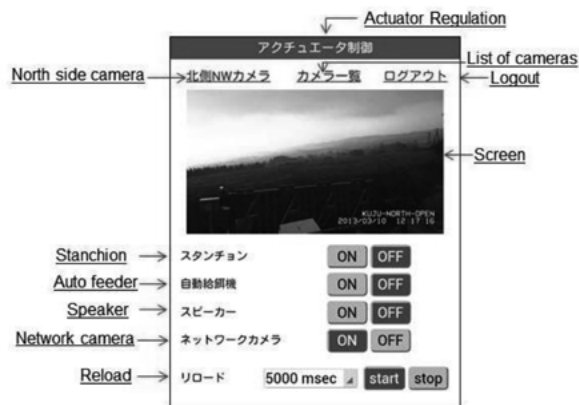 Actuator Regulation
アクチュエータ制御
List of cameras
North side camera 北側NWカメラ カメラ一覧 ログアウト Logout
Screen
KUJU-NORTH-OPEN
2013/03/10 12:17:16
Stanchion スタンチョン ON OFF
Auto feeder 自動給餌機 ON OFF
Speaker スピーカー ON OFF
Network camera ネットワークカメラ ON OFF
Reload リロード 5000 msec start stop